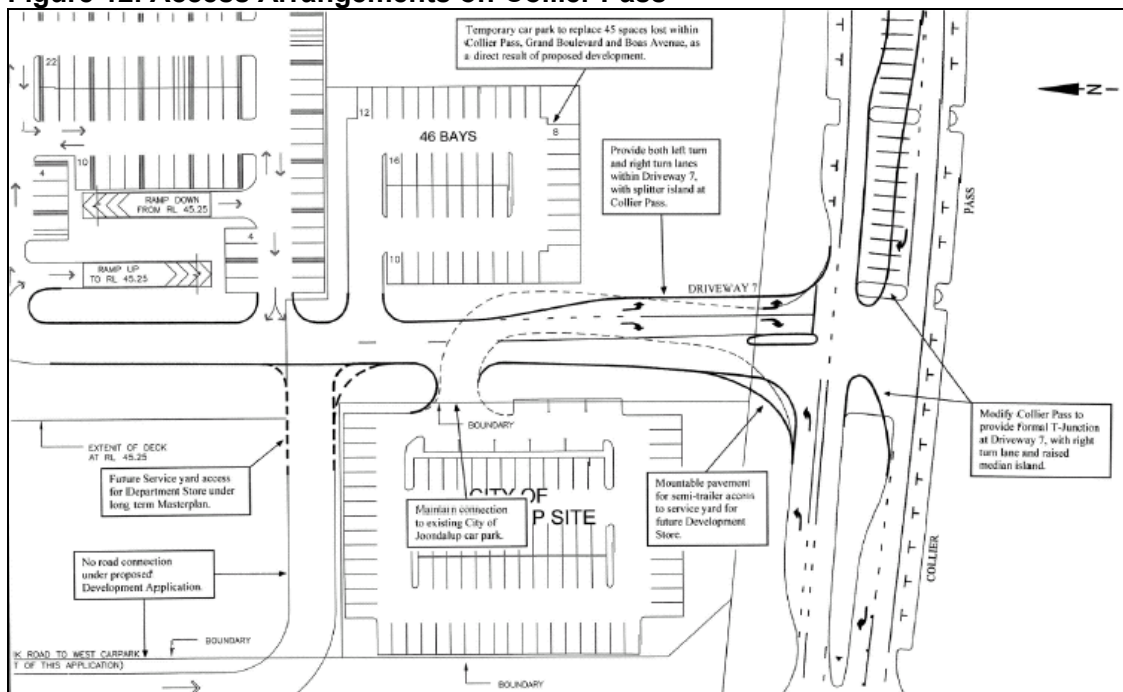 Figure 12: Access Arrangements on Collier Pass
Temporary car park to replace 45 spaces lost within
Collier Pass, Grand Boulevard and Boas Avenue, as
a direct result of proposed development.
22
12
46 BAYS
8
N
Provide both left turn
and right turn lanes
within Driveway 7,
with splitter island at
Collier Pass.
10
16
4
RAMP DOWN
FROM RL 45.25
PASS
4
10
RAMP UP
TO RL 45.25
DRIVEWAY 7
Modify Collier Pass to
provide Formal T-Junction
at Driveway 7, with right
turn lane and raised
median island.
BOUNDARY
EXTENT OF DECK
AT RL 45.25
Future Service yard access
for Department Store under
long term Masterplan.
CITY OF
P SITE
Maintain connection
to existing City of
Joondalup car park.
Mountable pavement
for semi-trailer access
to service yard for
future Development
Store.
COLLIER
No road connection
under proposed
Development Application.
BOUNDARY
K ROAD TO WEST CARPARK
T OF THIS APPLICATION)
BOUNDARY